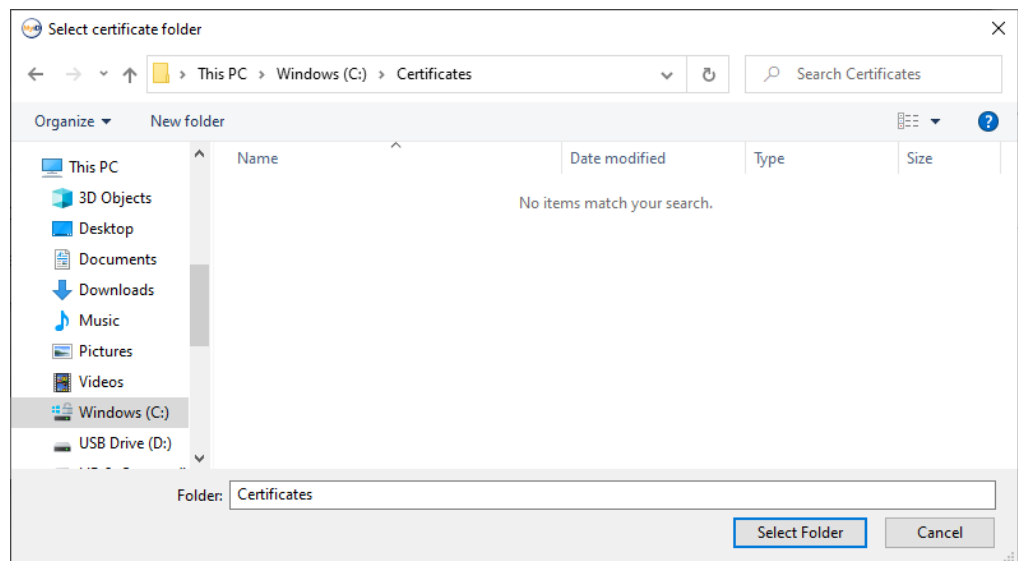 Select certificate folder
This PC > Windows (C:) > Certificates
Search Certificates
Organize
New folder
Name
Date modified
Type
Size
No items match your search.
This PC
3D Objects
Desktop
Documents
Downloads
Music
Pictures
Videos
Windows (C:)
USB Drive (D:)
Folder: Certificates
Select Folder
Cancel